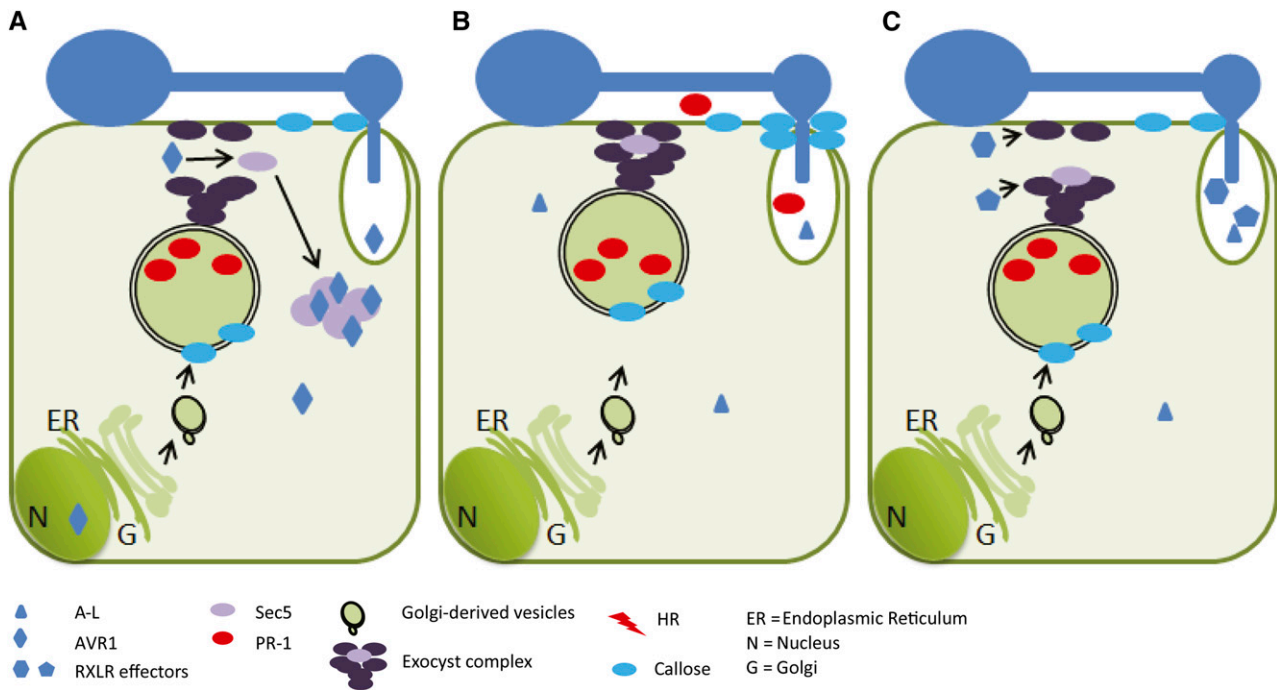 A
B
C
ER
N
G
ER
N
G
ER
N
G
A-L
AVR1
RXLR effectors
Sec5
PR-1
Golgi-derived vesicles
Exocyst complex
HR
Callose
ER = Endoplasmic Reticulum
N = Nucleus
G = Golgi